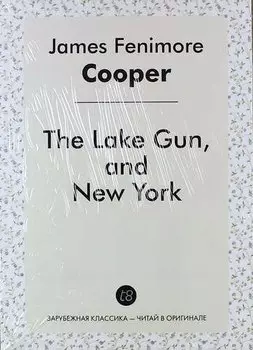 James Fenimore
Cooper
The Lake Gun,
and
New York
t8
ЗАРУБЕЖНАЯ КЛАССИКА — ЧИТАЙ В ОРИГИНАЛЕ